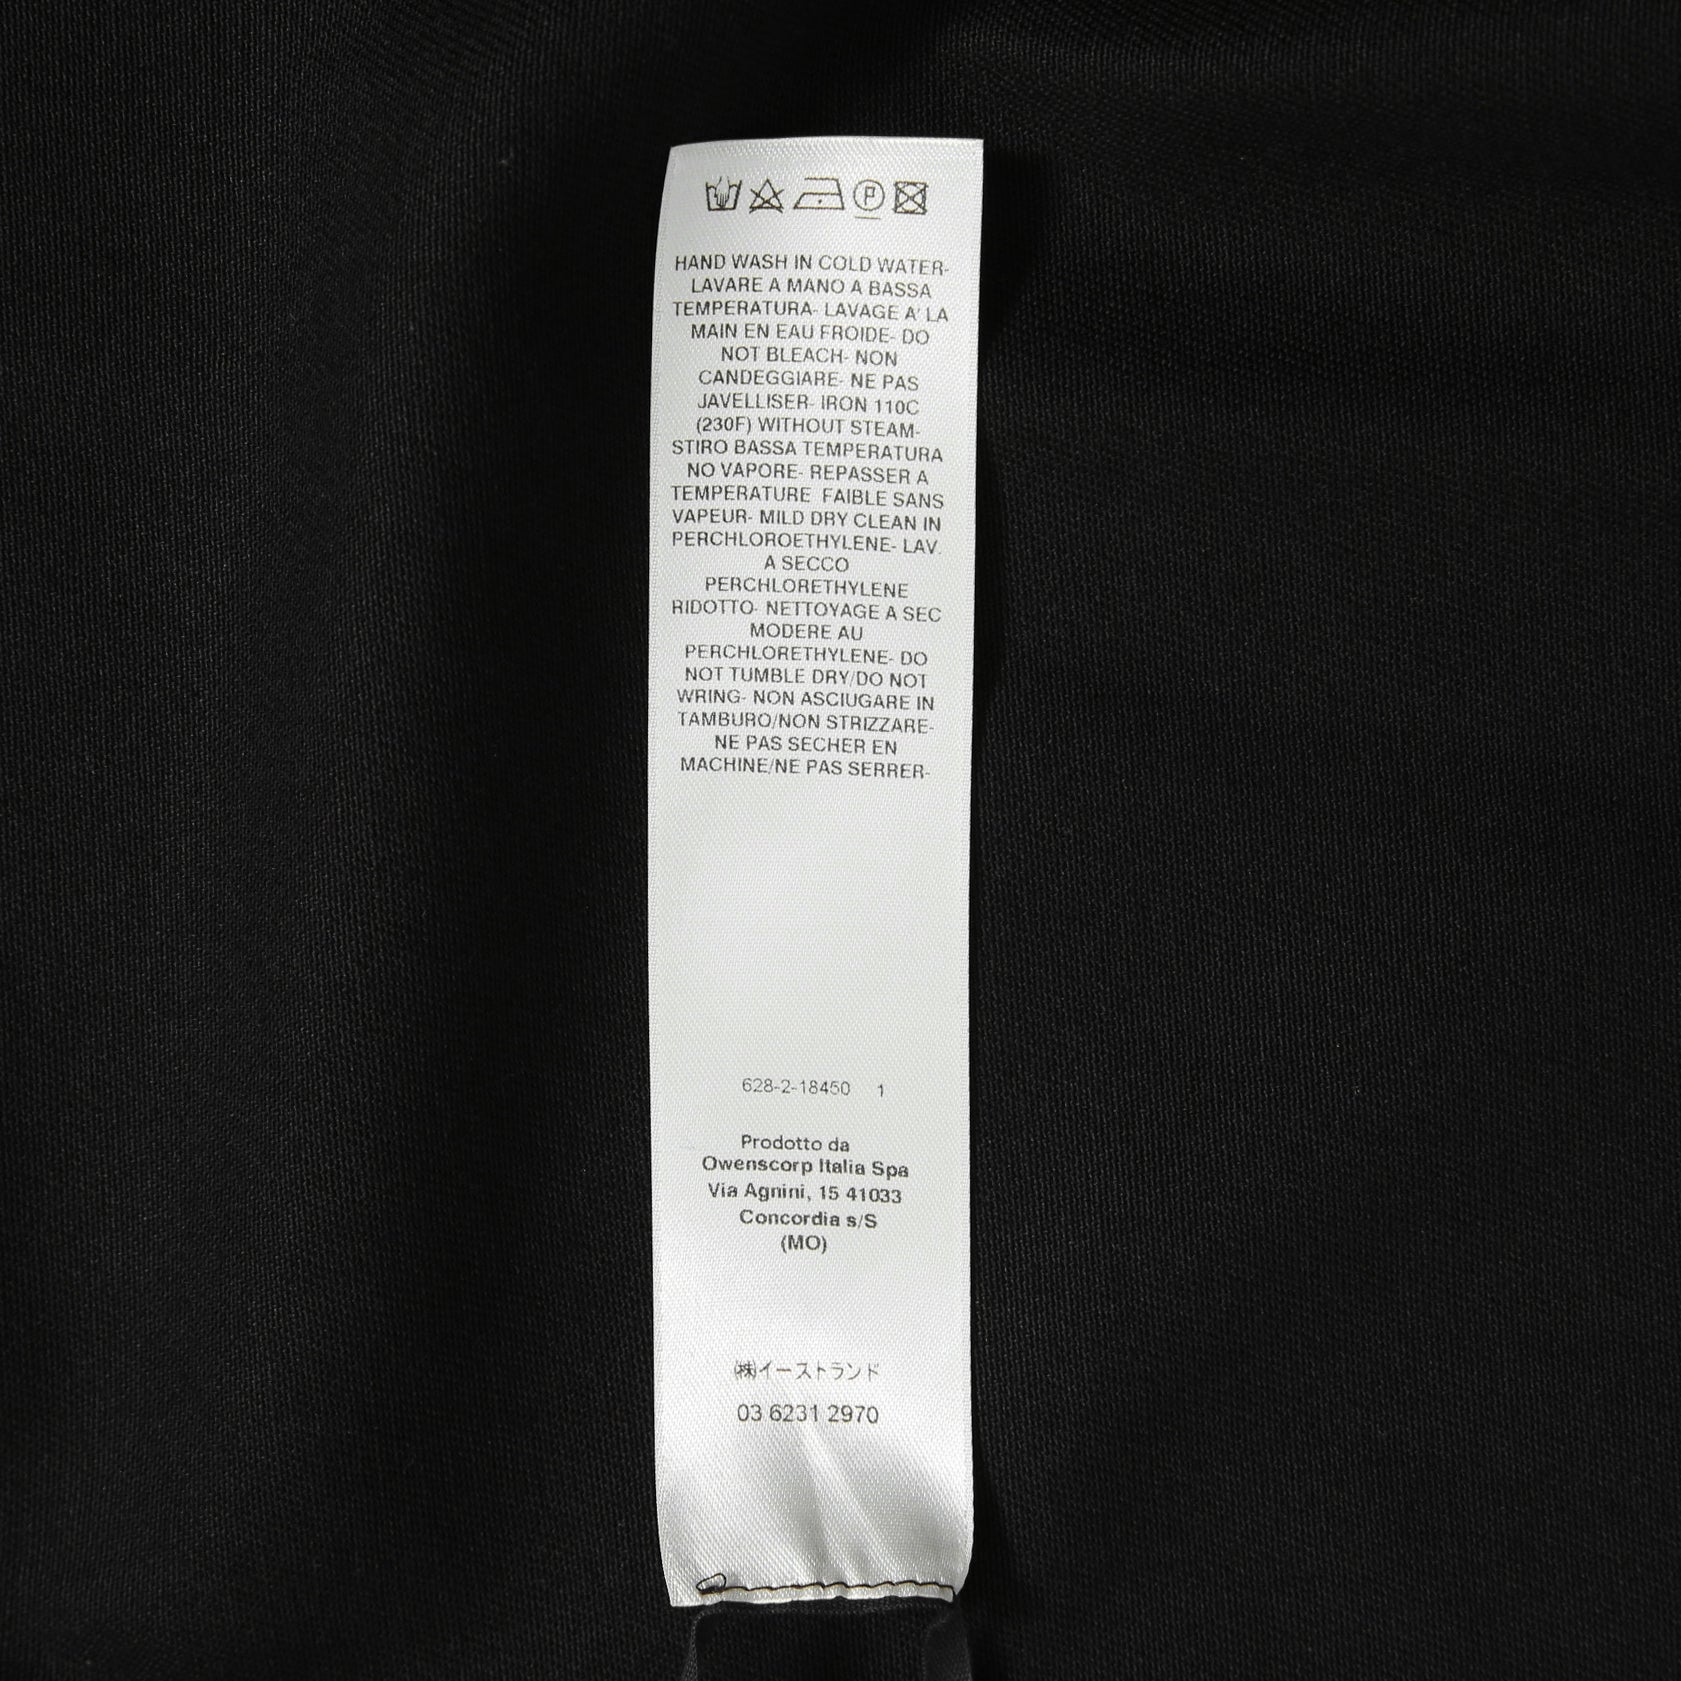 HAND WASH IN COLD WATER-
LAVARE A MANO A BASSA
TEMPERATURA- LAVAGE A' LA
MAIN EN EAU FROIDE- DO
NOT BLEACH- NON
CANDEGGIARE- NE PAS
JAVELLISER- IRON 110C
(230F) WITHOUT STEAM-
STIRO BASSA TEMPERATURA
NO VAPORE- REPASSER A
TEMPERATURE FAIBLE SANS
VAPEUR- MILD DRY CLEAN IN
PERCHLOROETHYLENE- LAV.
A SECCO
PERCHLORETHYLENE
RIDOTTO- NETTOYAGE A SEC
MODERE AU
PERCHLORETHYLENE- DO
NOT TUMBLE DRY/DO NOT
WRING- NON ASCIUGARE IN
TAMBURO/NON STRIZZARE-
NE PAS SECHER EN
MACHINE/NE PAS SERRER-
628-2-18450 1
Prodotto da
Owenscorp Italia Spa
Via Agnini, 15 41033
Concordia s/S
(MO)
㈱イーストランド
03 6231 2970